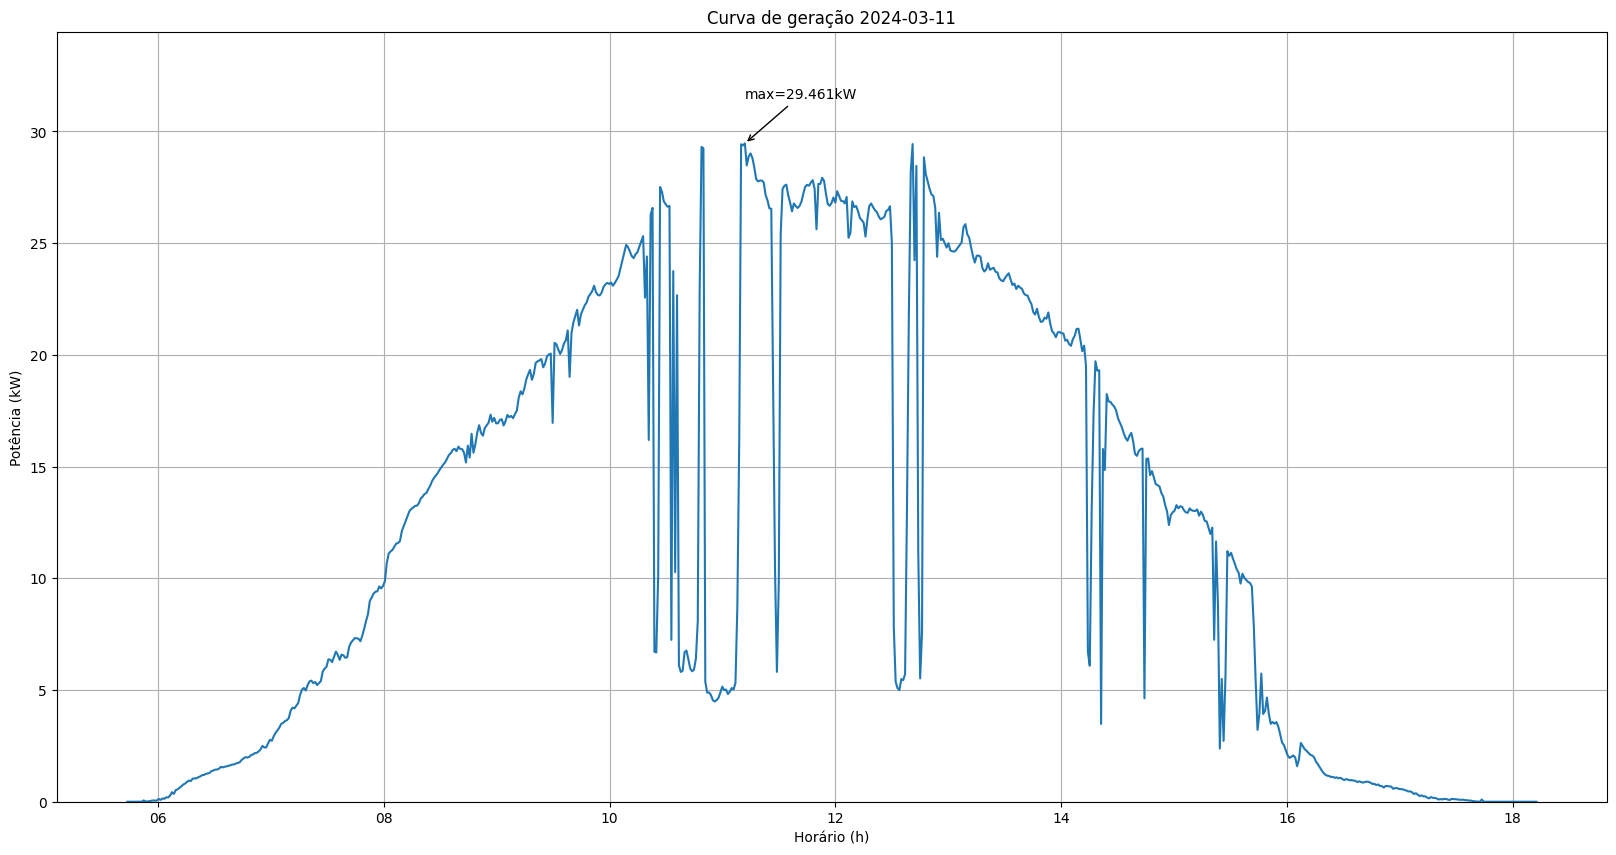 Curva de geração 2024-03-11
max=29.461kW
30
25
20
15
10
5
0
Potência (kW)
06 08 10 12 14 16 18
Horário (h)